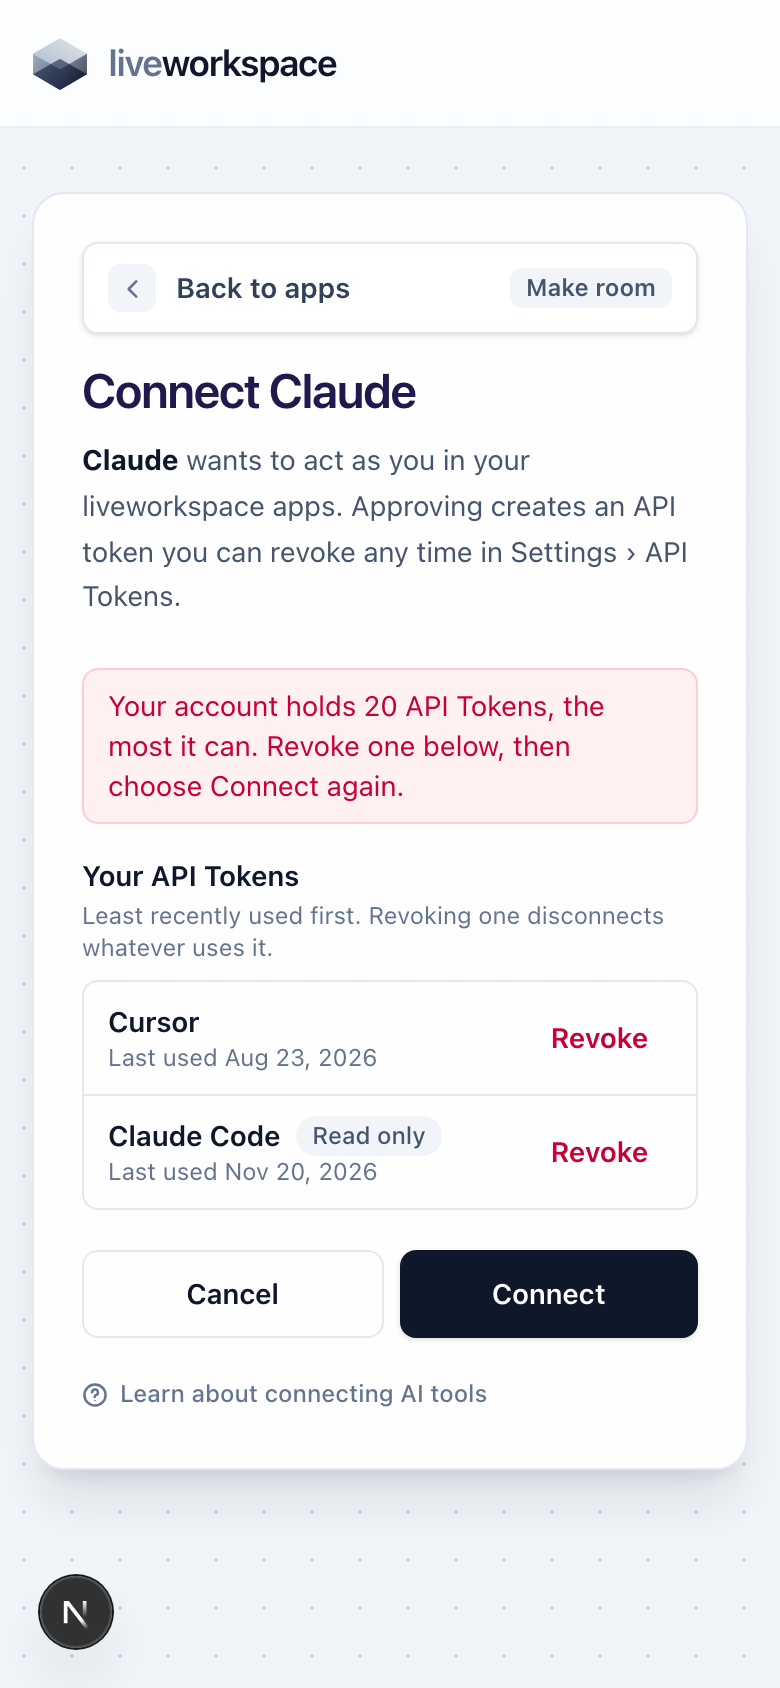 liveworkspace
Back to apps
Make room
Connect Claude
Claude wants to act as you in your
liveworkspace apps. Approving creates an API
token you can revoke any time in Settings › API
Tokens.
Your account holds 20 API Tokens, the
most it can. Revoke one below, then
choose Connect again.
Your API Tokens
Least recently used first. Revoking one disconnects
whatever uses it.
Cursor
Last used Aug 23, 2026
Revoke
Claude Code Read only
Last used Nov 20, 2026
Revoke
Cancel
Connect
Learn about connecting AI tools
N